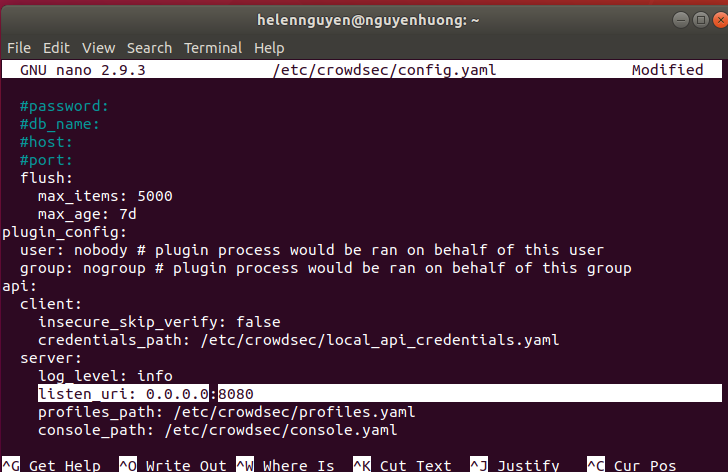 helennguyen@nguyenhuong: ~
File Edit View Search Terminal Help
GNU nano 2.9.3 /etc/crowdsec/config.yaml Modified
#password:
#db_name:
#host:
#port:
flush:
max_items: 5000
max_age: 7d
plugin_config:
user: nobody # plugin process would be ran on behalf of this user
group: nogroup # plugin process would be ran on behalf of this group
api:
client:
insecure_skip_verify: false
credentials_path: /etc/crowdsec/local_api_credentials.yaml
server:
log_level: info
listen_uri: 0.0.0.0:8080
profiles_path: /etc/crowdsec/profiles.yaml
console_path: /etc/crowdsec/console.yaml
^G Get Help ^O Write Out ^W Where Is ^K Cut Text ^J Justify ^C Cur Pos